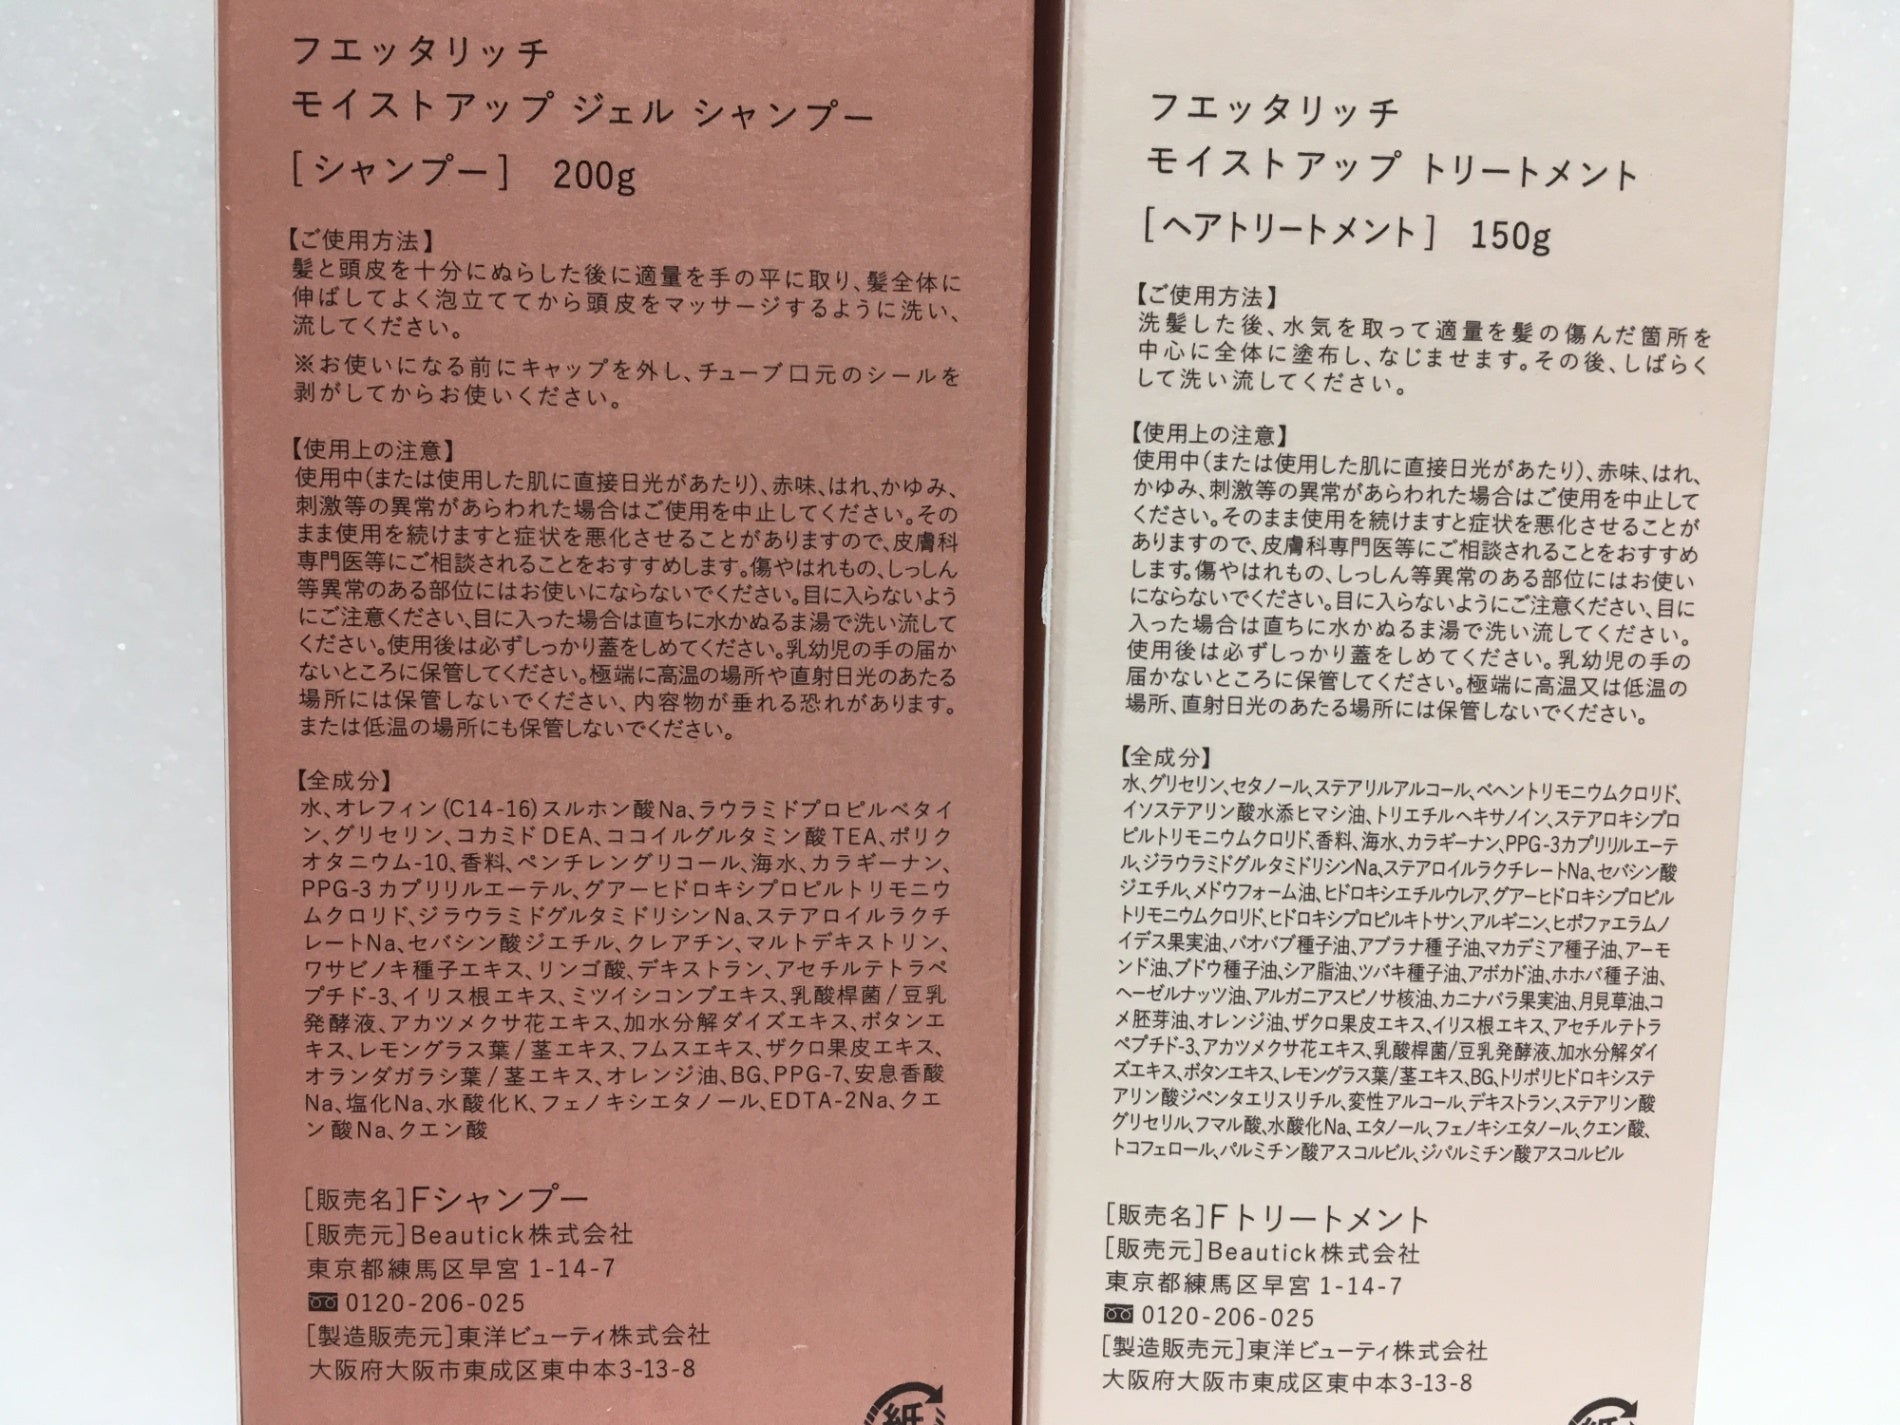 フエッタリッチ
モイストアップ ジェル シャンプー
[シャンプー] 200g
【ご使用方法】
髪と頭皮を十分にぬらした後に適量を手の平に取り、髪全体に
伸ばしてよく泡立ててから頭皮をマッサージするように洗い、
流してください。
※お使いになる前にキャップを外し、チューブ口元のシールを
剥がしてからお使いください。
【使用上の注意】
使用中(または使用した肌に直接日光があたり)、赤味、はれ、かゆみ、
刺激等の異常があらわれた場合はご使用を中止してください。その
まま使用を続けますと症状を悪化させることがありますので、皮膚科
専門医等にご相談されることをおすすめします。傷やはれもの、しっしん
等異常のある部位にはお使いにならないでください。目に入らないよう
にご注意ください、目に入った場合は直ちに水かぬるま湯で洗い流して
ください。使用後は必ずしっかり蓋をしめてください。乳幼児の手の届か
ないところに保管してください。極端に高温の場所や直射日光のあたる
場所には保管しないでください、内容物が垂れる恐れがあります。
または低温の場所にも保管しないでください。
【全成分】
水、オレフィン(C14-16)スルホン酸Na、ラウラミドプロピルベタイ
ン、グリセリン、コカミドDEA、ココイルグルタミン酸TEA、ポリク
オタニウム-10、香料、ペンチレングリコール、海水、カラギーナン、
PPG-3カプリリルエーテル、グアーヒドロキシプロピルトリモニウ
ムクロリド、ジラウラミドグルタミドリシンNa、ステアロイルラクチ
レートNa、セバシン酸ジエチル、クレアチン、マルトデキストリン、
ワサビノキ種子エキス、リンゴ酸、デキストラン、アセチルテトラペ
プチド-3、イリス根エキス、ミツイシコンブエキス、乳酸桿菌/豆乳
発酵液、アカツメクサ花エキス、加水分解ダイズエキス、ボタンエ
キス、レモングラス葉/茎エキス、フムスエキス、ザクロ果皮エキス、
オランダガラシ葉/茎エキス、オレンジ油、BG、PPG-7、安息香酸
Na、塩化Na、水酸化K、フェノキシエタノール、EDTA-2Na、クエ
ン酸Na、クエン酸
[販売名]Fシャンプー
[販売元]Beautick株式会社
東京都練馬区早宮 1-14-7
0120-206-025
[製造販売元]東洋ビューティ株式会社
大阪府大阪市東成区東中本3-13-8
紙
フエッタリッチ
モイストアップ トリートメント
[ヘアトリートメント] 150g
【ご使用方法】
洗髪した後、水気を取って適量を髪の傷んだ箇所を
中心に全体に塗布し、なじませます。その後、しばらく
して洗い流してください。
【使用上の注意】
使用中(または使用した肌に直接日光があたり)、赤味、はれ、
かゆみ、刺激等の異常があらわれた場合はご使用を中止して
ください。そのまま使用を続けますと症状を悪化させることが
ありますので、皮膚科専門医等にご相談されることをおすすめ
します。傷やはれもの、しっしん等異常のある部位にはお使い
にならないでください。目に入らないようにご注意ください、目に
入った場合は直ちに水かぬるま湯で洗い流してください。
使用後は必ずしっかり蓋をしめてください。乳幼児の手の
届かないところに保管してください。極端に高温又は低温の
場所、直射日光のあたる場所には保管しないでください。
【全成分】
水、グリセリン、セタノール、ステアリルアルコール、ベヘントリモニウムクロリド、
イソステアリン酸水添ヒマシ油、トリエチルヘキサノイン、ステアロキシプロ
ピルトリモニウムクロリド、香料、海水、カラギーナン、PPG-3カプリリルエーテ
ル、ジラウラミドグルタミドリシンNa、ステアロイルラクチレートNa、セバシン酸
ジエチル、メドウフォーム油、ヒドロキシエチルウレア、グアーヒドロキシプロピル
トリモニウムクロリド、ヒドロキシプロピルキトサン、アルギニン、ヒポファエラムノ
イデス果実油、バオバブ種子油、アブラナ種子油、マカデミア種子油、アーモ
ンド油、ブドウ種子油、シア脂油、ツバキ種子油、アボカド油、ホホバ種子油、
ヘーゼルナッツ油、アルガニアスピノサ核油、カニナバラ果実油、月見草油、コ
メ胚芽油、オレンジ油、ザクロ果皮エキス、イリス根エキス、アセチルテトラ
ペプチド-3、アカツメクサ花エキス、乳酸桿菌/豆乳発酵液、加水分解ダイ
ズエキス、ボタンエキス、レモングラス葉/茎エキス、BG、トリポリヒドロキシステ
アリン酸ジペンタエリスリチル、変性アルコール、デキストラン、ステアリン酸
グリセリル、フマル酸、水酸化Na、エタノール、フェノキシエタノール、クエン酸、
トコフェロール、パルミチン酸アスコルビル、ジパルミチン酸アスコルビル
[販売名]Fトリートメント
[販売元]Beautick株式会社
東京都練馬区早宮 1-14-7
0120-206-025
[製造販売元]東洋ビューティ株式会社
大阪府大阪市東成区東中本3-13-8
紙